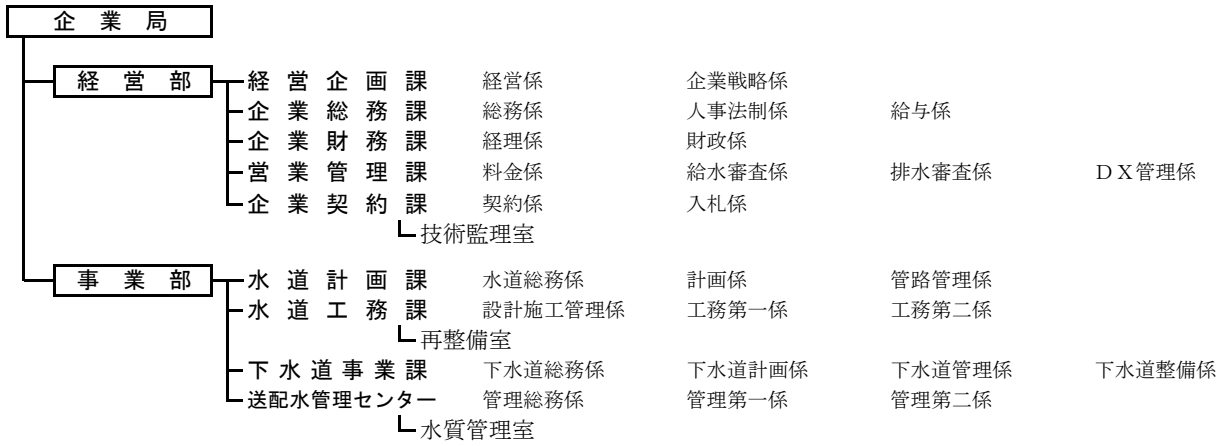 企業局
経営部 経営企画課 経営係 企業戦略係
企業総務課 総務係 人事法制係 給与係
企業財務課 経理係 財政係
営業管理課 料金係 給水審査係 排水審査係 ＤＸ管理係
企業契約課 契約係 入札係
技術監理室
事業部 水道計画課 水道総務係 計画係 管路管理係
水道工務課 設計施工管理係 工務第一係 工務第二係
再整備室
下水道事業課 下水道総務係 下水道計画係 下水道管理係 下水道整備係
送配水管理センター 管理総務係 管理第一係 管理第二係
水質管理室